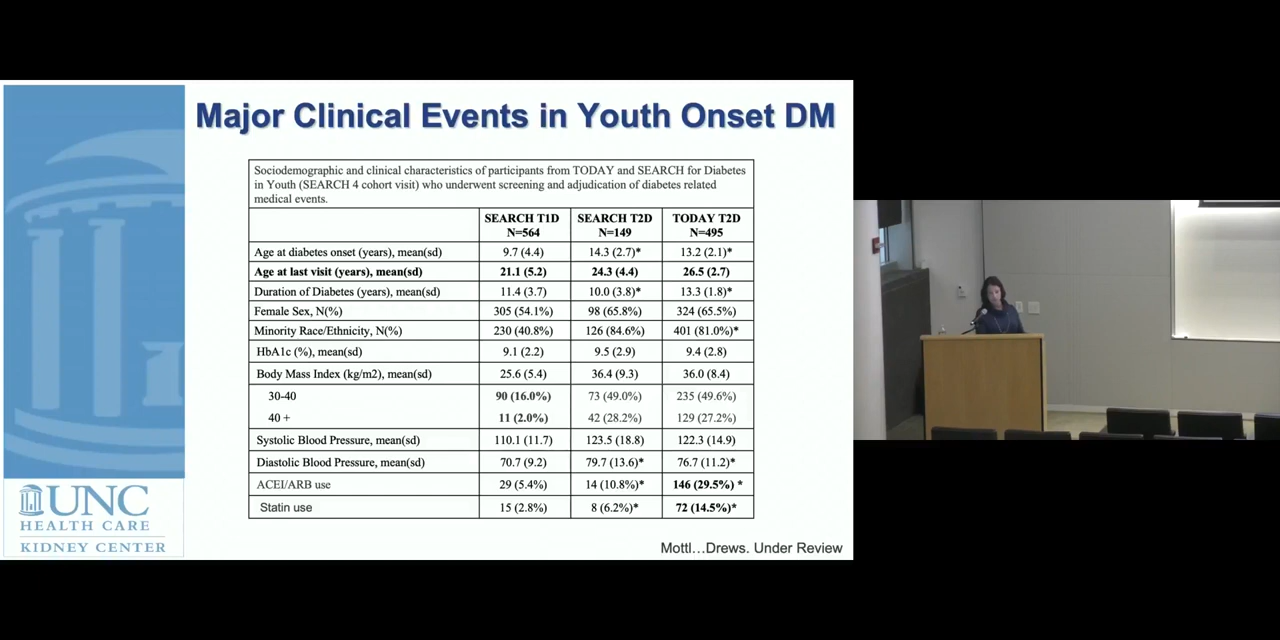 Major Clinical Events in Youth Onset DM
Sociodemographic and clinical characteristics of participants from TODAY and SEARCH for Diabetes
in Youth (SEARCH 4 cohort visit) who underwent screening and adjudication of diabetes related
medical events.
SEARCH T1D SEARCH T2D TODAY T2D
N=564 N=149 N=495
Age at diabetes onset (years), mean(sd) 9.7 (4.4) 14.3 (2.7)* 13.2 (2.1)*
Age at last visit (years), mean(sd) 21.1 (5.2) 24.3 (4.4) 26.5 (2.7)
Duration of Diabetes (years), mean(sd) 11.4 (3.7) 10.0 (3.8)* 13.3 (1.8)*
Female Sex, N(%) 305 (54.1%) 98 (65.8%) 324 (65.5%)
Minority Race/Ethnicity, N(%) 230 (40.8%) 126 (84.6%) 401 (81.0%)*
HbA1c (%), mean(sd) 9.1 (2.2) 9.5 (2.9) 9.4 (2.8)
Body Mass Index (kg/m2), mean(sd) 25.6 (5.4) 36.4 (9.3) 36.0 (8.4)
30-40 90 (16.0%) 73 (49.0%) 235 (49.6%)
40 + 11 (2.0%) 42 (28.2%) 129 (27.2%)
Systolic Blood Pressure, mean(sd) 110.1 (11.7) 123.5 (18.8) 122.3 (14.9)
Diastolic Blood Pressure, mean(sd) 70.7 (9.2) 79.7 (13.6)* 76.7 (11.2)*
ACEI/ARB use 29 (5.4%) 14 (10.8%)* 146 (29.5%) *
Statin use 15 (2.8%) 8 (6.2%)* 72 (14.5%)*
Mottl…Drews. Under Review
UNC
HEALTH CARE
KIDNEY CENTER